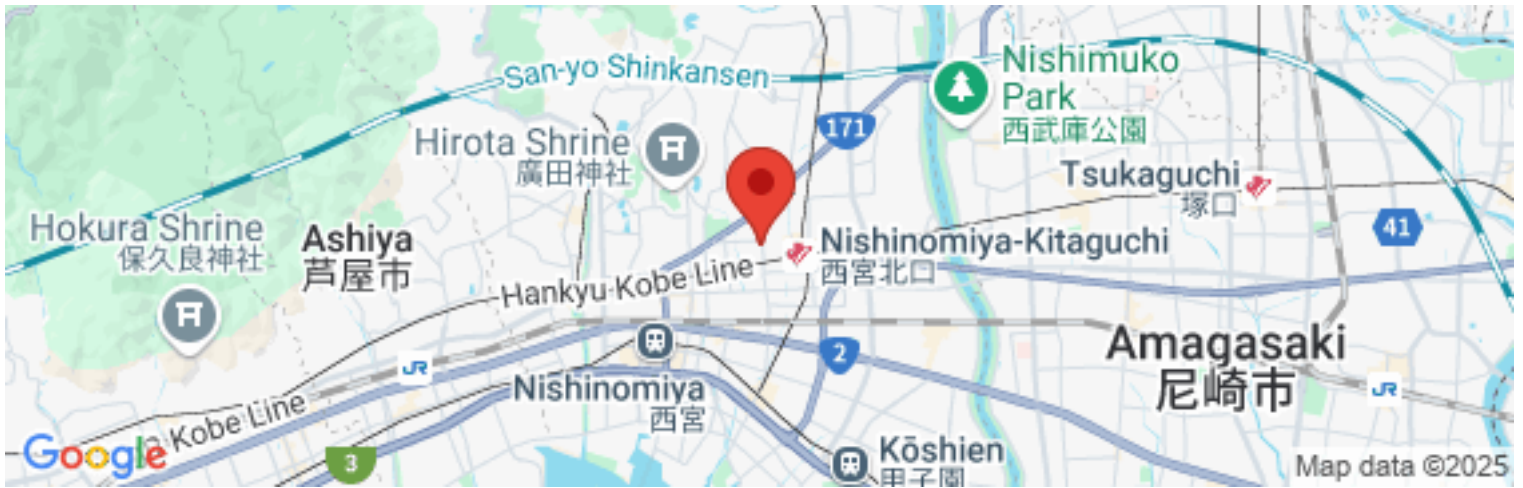 San-yo Shinkansen
Nishimuko
Park
西武庫公園
171
Hirota Shrine
廣田神社
Tsukaguchi
塚口
Hokura Shrine
保久良神社
Ashiya
芦屋市
41
Nishinomiya-Kitaguchi
西宮北口
Hankyu Kobe Line
2
Amagasaki
尼崎市
JR
Nishinomiya
西宮
JR
Kobe Line
Google
3
Kōshien
甲子園
Map data ©2025